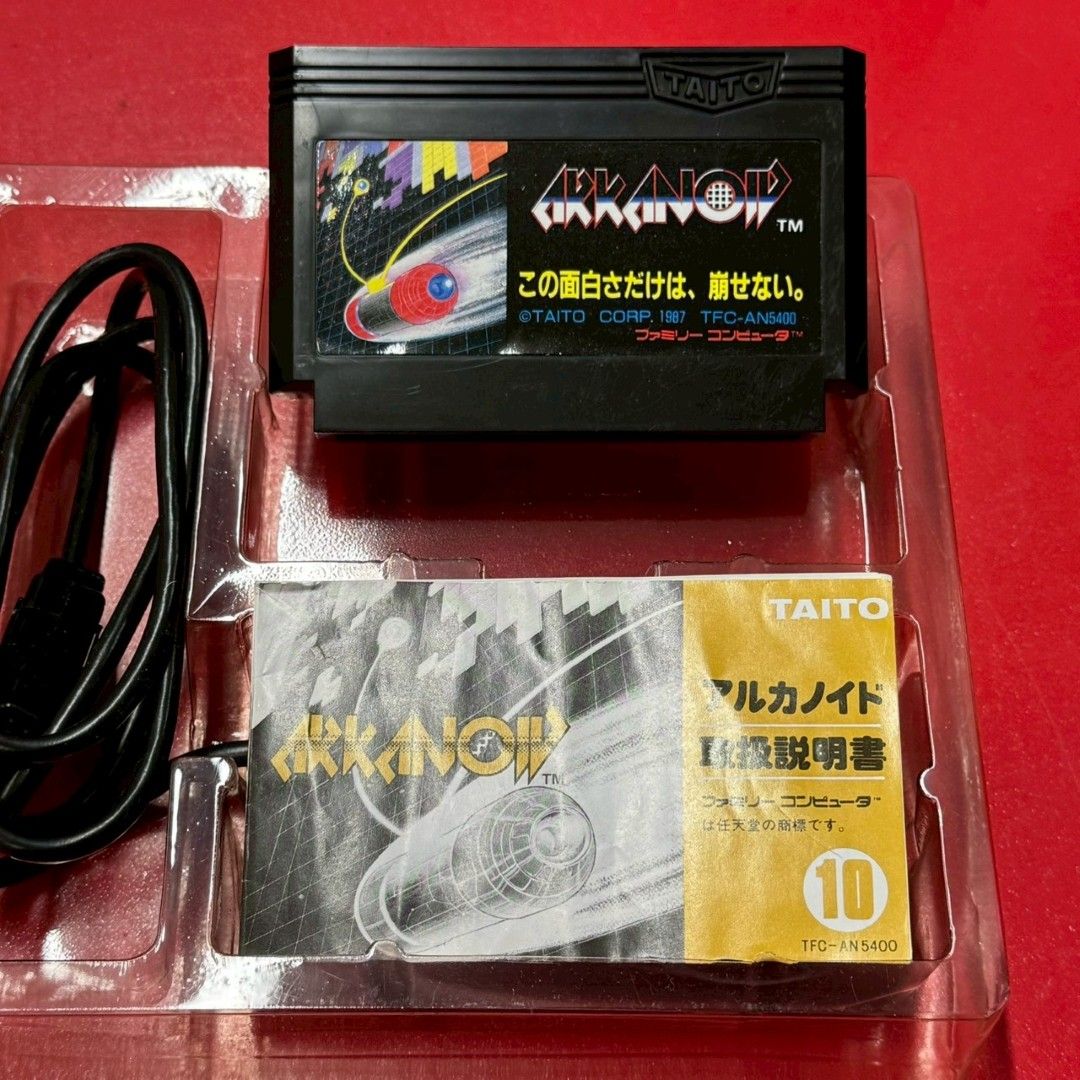 TAITO
ARKANOID TM
この面白さだけは、崩せない。
©TAITO CORP. 1987 TFC-AN5400
ファミリー コンピュータ™
TAITO
ARKANOID TM
アルカノイド
取扱説明書
ファミリー コンピュータ™
は任天堂の商標です。
10
TFC-AN5400